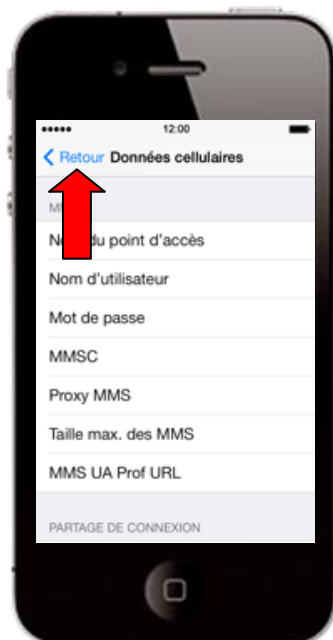 12:00
Retour Données cellulaires
du point d'accès
Nom d'utilisateur
Mot de passe
MMSC
Proxy MMS
Taille max. des MMS
MMS UA Prof URL
PARTAGE DE CONNEXION